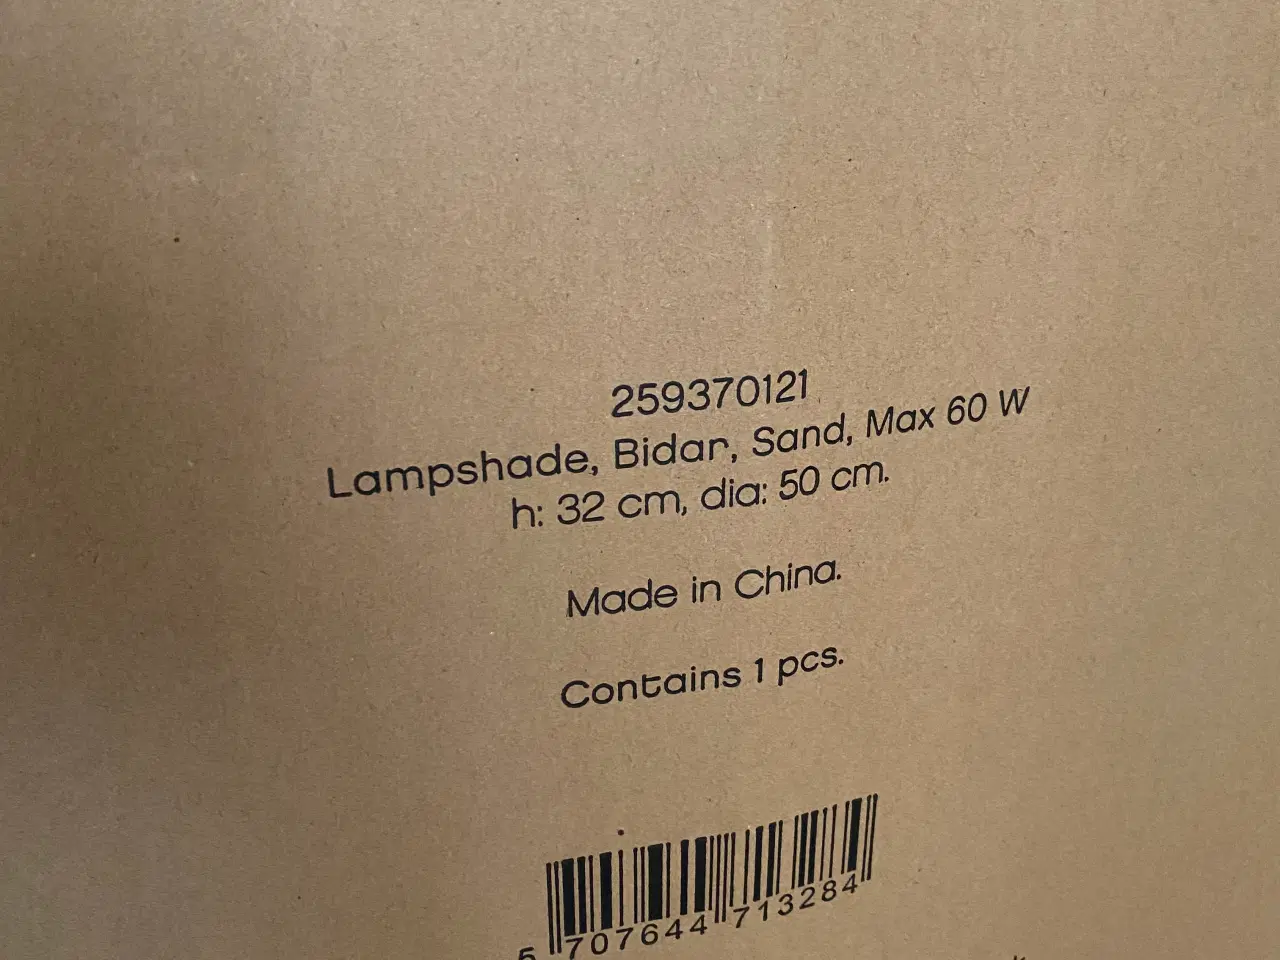 259370121
Lampshade, Bidar, Sand, Max 60 W
h: 32 cm, dia: 50 cm.
Made in China.
Contains 1 pcs.
5 707644 713284